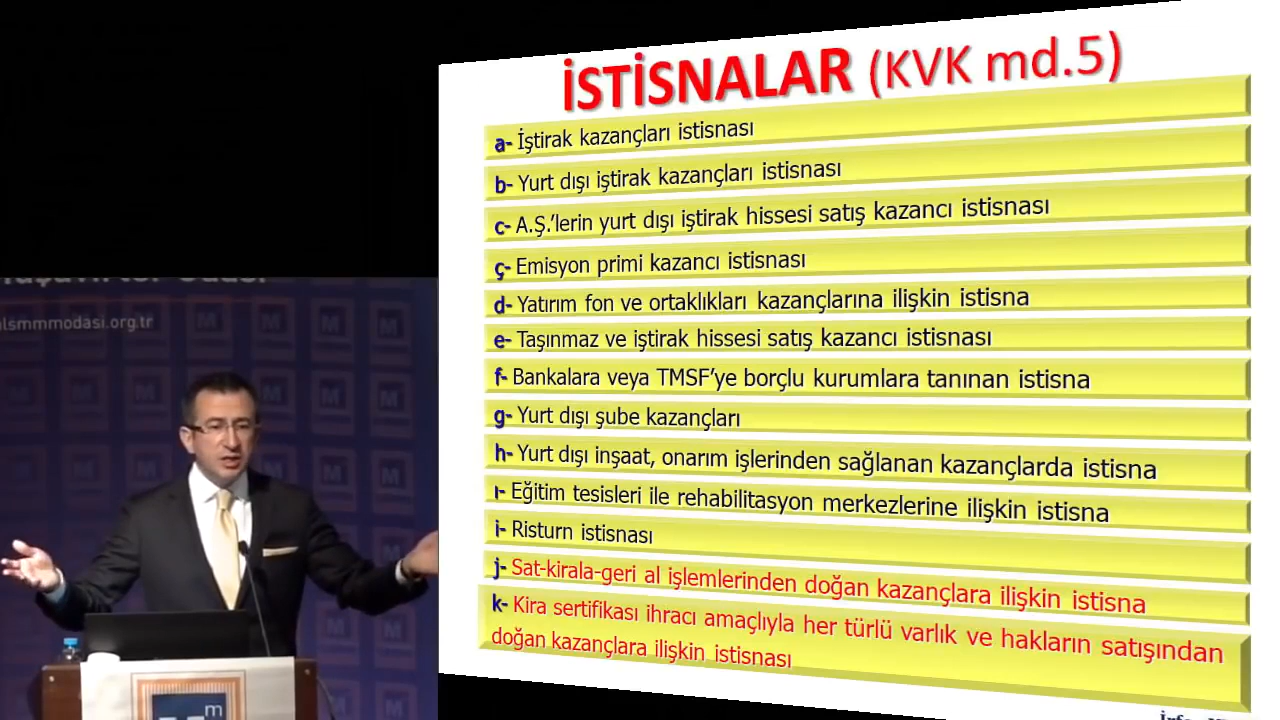 İSTİSNALAR (KVK md.5)
a- İştirak kazançları istisnası
b- Yurt dışı iştirak kazançları istisnası
c- A.Ş.'lerin yurt dışı iştirak hissesi satış kazancı istisnası
ç- Emisyon primi kazancı istisnası
d- Yatırım fon ve ortaklıkları kazançlarına ilişkin istisna
e- Taşınmaz ve iştirak hissesi satış kazancı istisnası
f- Bankalara veya TMSF'ye borçlu kurumlara tanınan istisna
g- Yurt dışı şube kazançları
h- Yurt dışı inşaat, onarım işlerinden sağlanan kazançlarda istisna
ı- Eğitim tesisleri ile rehabilitasyon merkezlerine ilişkin istisna
i- Risturn istisnası
j- Sat-kirala-geri al işlemlerinden doğan kazançlara ilişkin istisna
k- Kira sertifikası ihracı amaçlıyla her türlü varlık ve hakların satışından
doğan kazançlara ilişkin istisnası
alsmmmodasi.org.tr